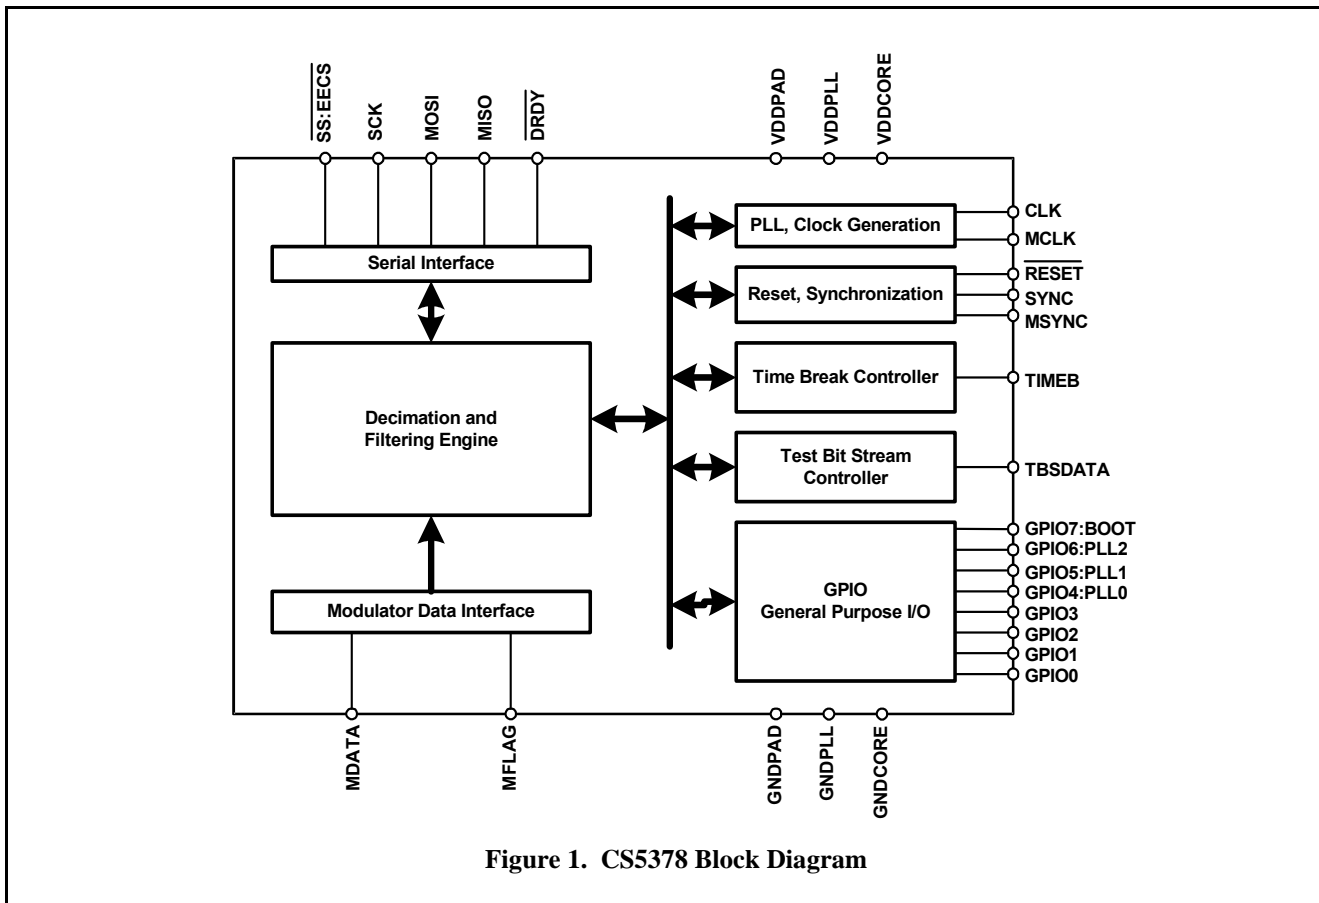 SS:EECS
SCK
MOSI
MISO
DRDY
VDDPAD
VDDPLL
VDDCORE
Serial Interface
Decimation and
Filtering Engine
Modulator Data Interface
PLL, Clock Generation
Reset, Synchronization
Time Break Controller
Test Bit Stream
Controller
GPIO
General Purpose I/O
CLK
MCLK
RESET
SYNC
MSYNC
TIMEB
TBSDATA
GPIO7:BOOT
GPIO6:PLL2
GPIO5:PLL1
GPIO4:PLL0
GPIO3
GPIO2
GPIO1
GPIO0
MDATA
MFLAG
GNDPAD
GNDPLL
GNDCORE
Figure 1. CS5378 Block Diagram